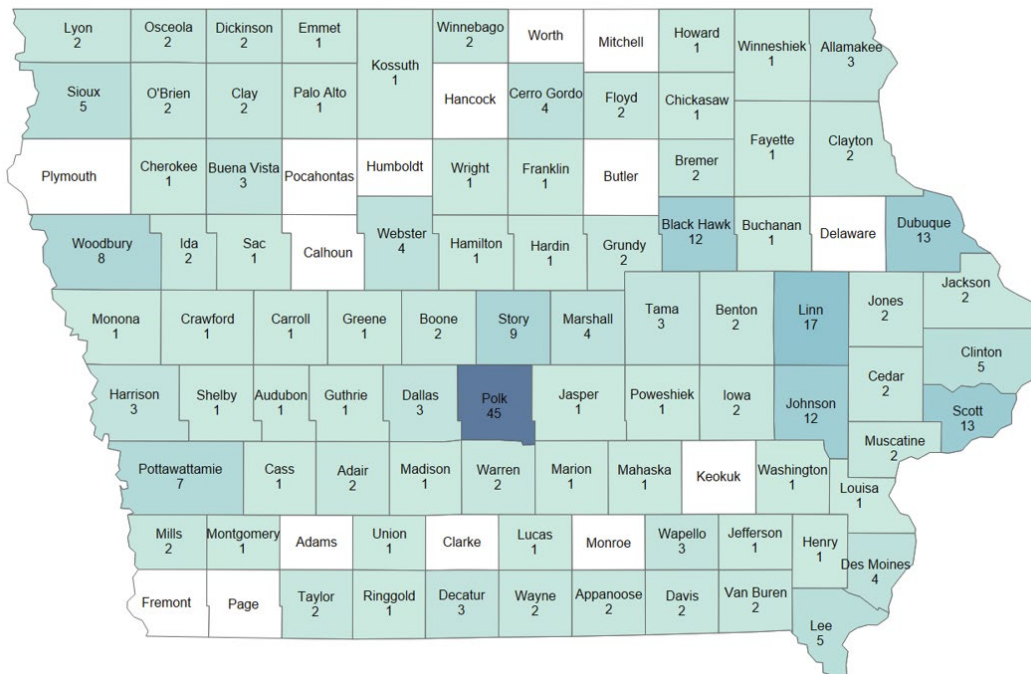 Lyon
2
Osceola
2
Dickinson
2
Emmet
1
Kossuth
1
Winnebago
2
Worth
Mitchell
Howard
1
Winneshiek
1
Allamakee
3
Sioux
5
O'Brien
2
Clay
2
Palo Alto
1
Hancock
Cerro Gordo
4
Floyd
2
Chickasaw
1
Fayette
1
Clayton
2
Plymouth
Cherokee
1
Buena Vista
3
Pocahontas
Humboldt
Wright
1
Franklin
1
Butler
Bremer
2
Woodbury
8
Ida
2
Sac
1
Calhoun
Webster
4
Hamilton
1
Hardin
1
Grundy
2
Black Hawk
12
Buchanan
1
Delaware
Dubuque
13
Monona
1
Crawford
1
Carroll
1
Greene
1
Boone
2
Story
9
Marshall
4
Tama
3
Benton
2
Linn
17
Jones
2
Jackson
2
Clinton
5
Harrison
3
Shelby
1
Audubon
1
Guthrie
1
Dallas
3
Polk
45
Jasper
1
Poweshiek
1
Iowa
2
Johnson
12
Cedar
2
Scott
13
Muscatine
2
Pottawattamie
7
Cass
1
Adair
2
Madison
1
Warren
2
Marion
1
Mahaska
1
Keokuk
Washington
1
Louisa
1
Mills
2
Montgomery
1
Adams
Union
1
Clarke
Lucas
1
Monroe
Wapello
3
Jefferson
1
Henry
1
Des Moines
4
Fremont
Page
Taylor
2
Ringgold
1
Decatur
3
Wayne
2
Appanoose
2
Davis
2
Van Buren
2
Lee
5